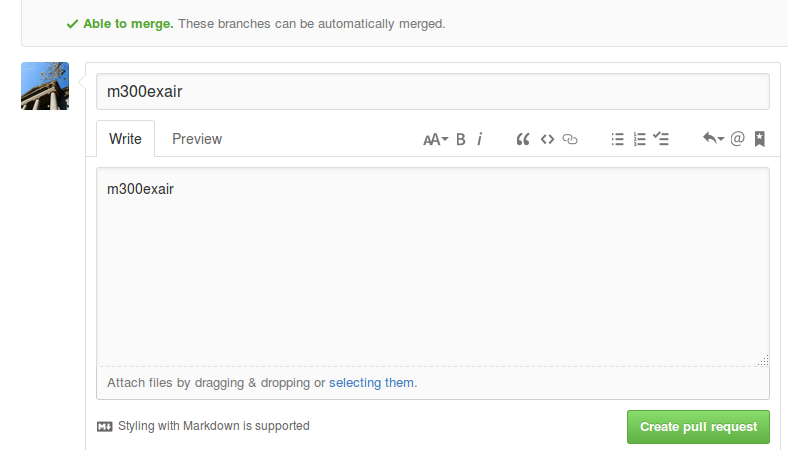 Able to merge. These branches can be automatically merged.
m300exair
Write Preview AA B i @
m300exair
Attach files by dragging & dropping or selecting them.
Styling with Markdown is supported Create pull request